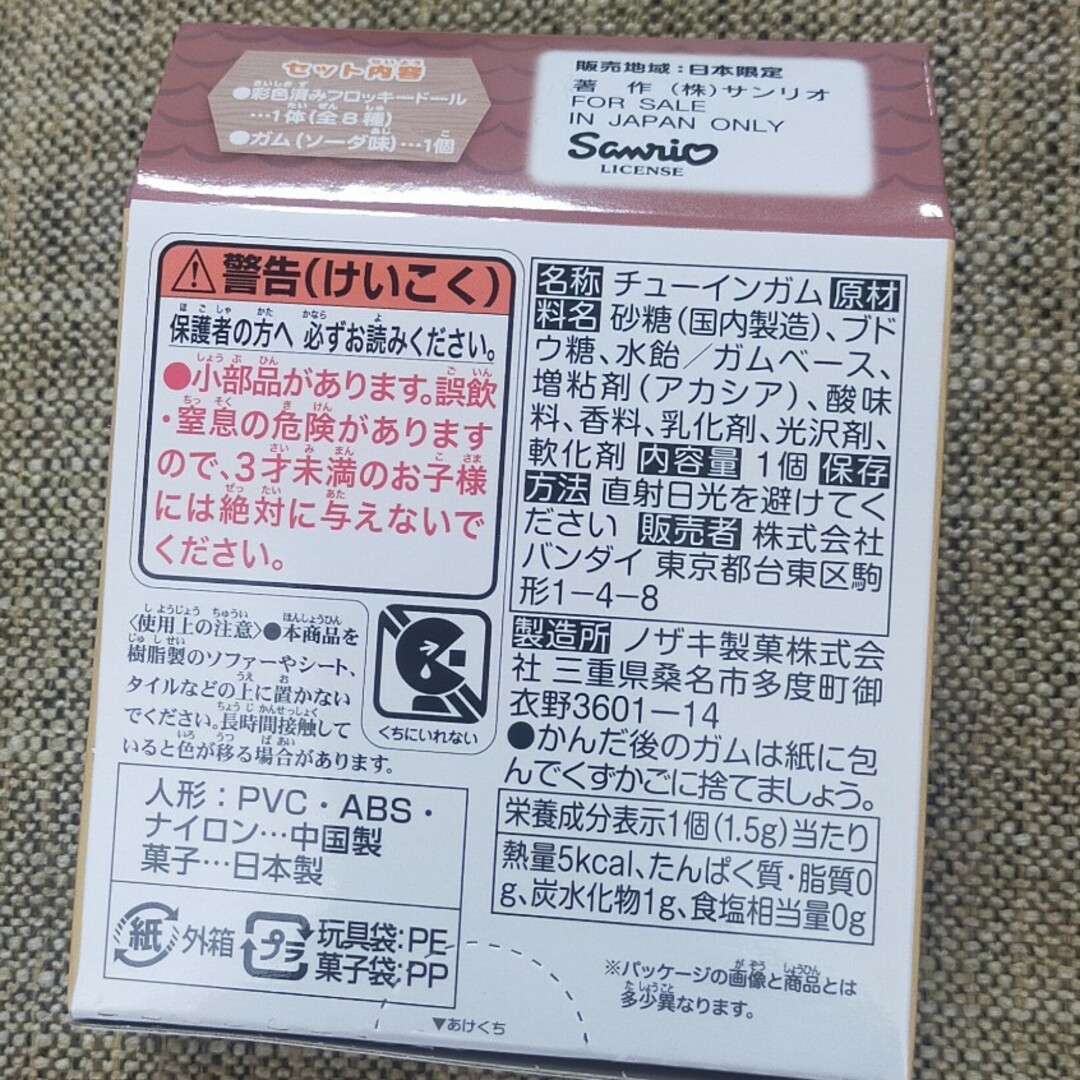 セット内容
●彩色済みフロッキードール
…1体(全8種)
●ガム(ソーダ味)…1個
販売地域:日本限定
著 作 (株)サンリオ
FOR SALE
IN JAPAN ONLY
Sanrio
LICENSE
⚠警告(けいこく)
保護者の方へ 必ずお読みください。
●小部品があります。誤飲
・窒息の危険があります
ので、3才未満のお子様
には絶対に与えないで
ください。
〈使用上の注意〉●本商品を
樹脂製のソファーやシート、
タイルなどの上に置かない
でください。長時間接触して
いると色が移る場合があります。
くちにいれない
人形:PVC・ABS・
ナイロン…中国製
菓子…日本製
紙 外箱 プラ 玩具袋:PE
菓子袋:PP
名称 チューインガム 原材
料名 砂糖(国内製造)、ブド
ウ糖、水飴/ガムベース、
増粘剤(アカシア)、酸味
料、香料、乳化剤、光沢剤、
軟化剤 内容量 1個 保存
方法 直射日光を避けてく
ださい 販売者 株式会社
バンダイ 東京都台東区駒
形1-4-8
製造所 ノザキ製菓株式会
社 三重県桑名市多度町御
衣野3601-14
●かんだ後のガムは紙に包
んでくずかごに捨てましょう。
栄養成分表示1個(1.5g)当たり
熱量5kcal、たんぱく質・脂質0
g、炭水化物1g、食塩相当量0g
※パッケージの画像と商品とは
多少異なります。
▼あけくち